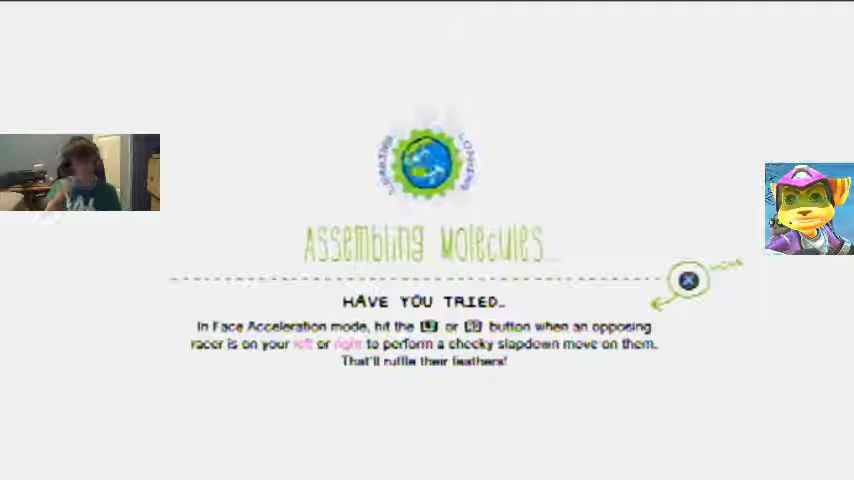 Assembling Molecules...
HAVE YOU TRIED...
In Face Acceleration mode, hit the or button when an opposing
racer is on your left or right to perform a cheeky slapdown move on them.
That'll ruffle their feathers!